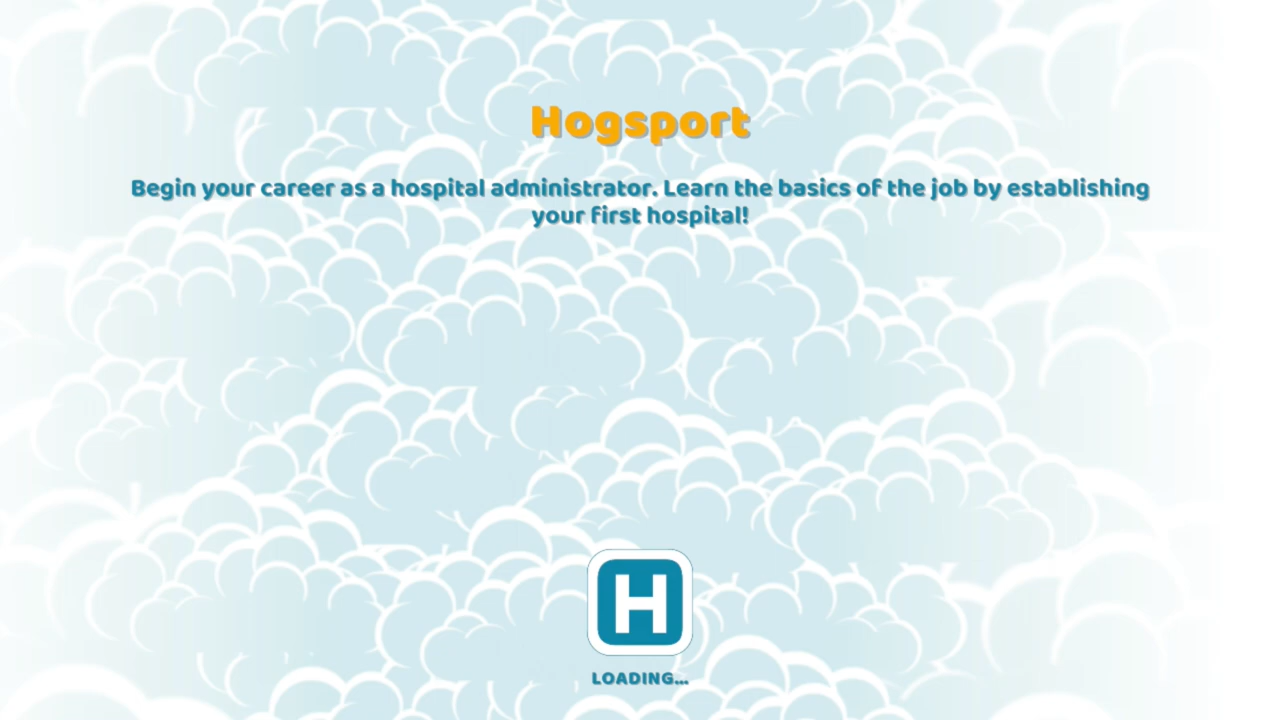 Hogsport
Begin your career as a hospital administrator. Learn the basics of the job by establishing
your first hospital!
H
LOADING...